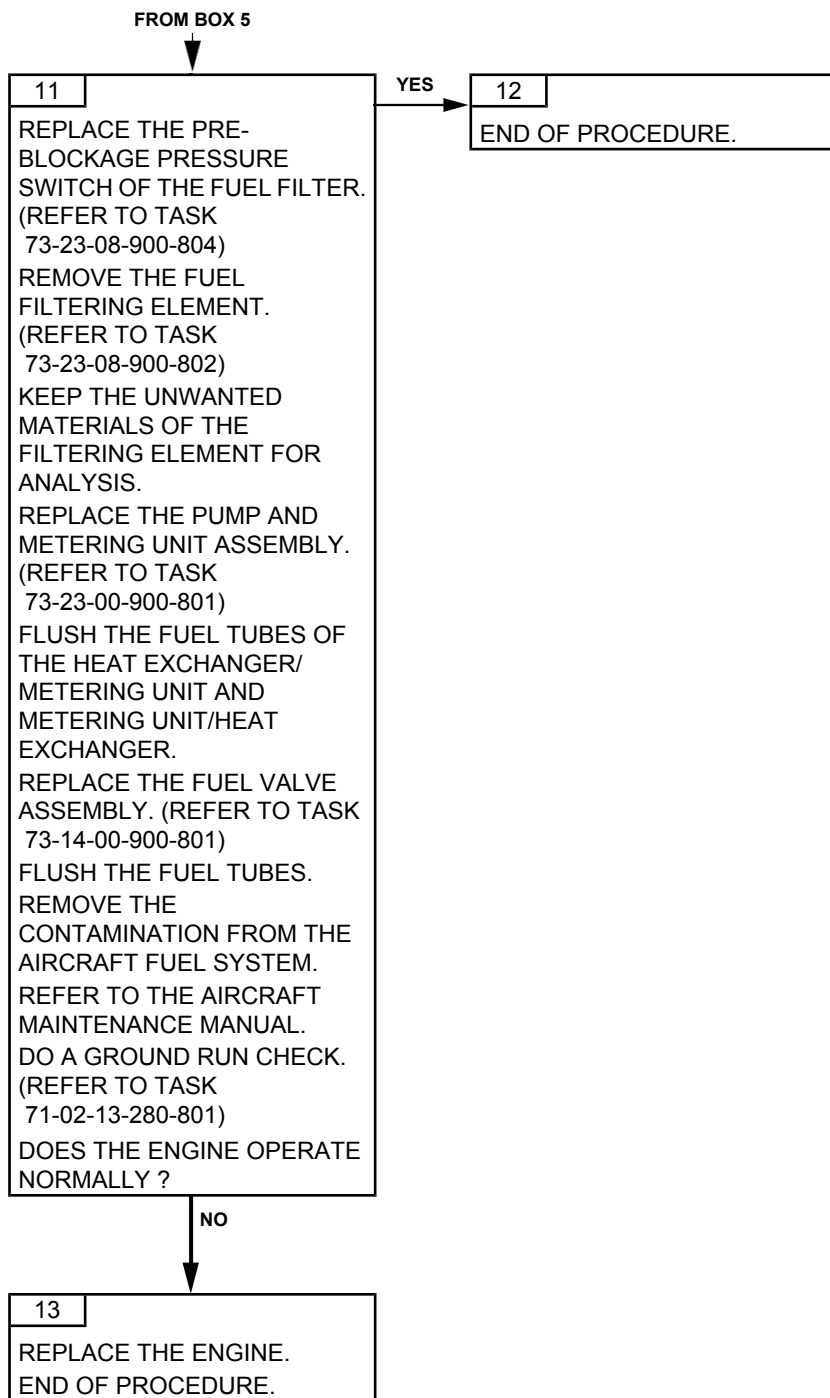 FROM BOX 5
11
REPLACE THE PRE-
BLOCKAGE PRESSURE
SWITCH OF THE FUEL FILTER.
(REFER TO TASK
73-23-08-900-804)
REMOVE THE FUEL
FILTERING ELEMENT.
(REFER TO TASK
73-23-08-900-802)
KEEP THE UNWANTED
MATERIALS OF THE
FILTERING ELEMENT FOR
ANALYSIS.
REPLACE THE PUMP AND
METERING UNIT ASSEMBLY.
(REFER TO TASK
73-23-00-900-801)
FLUSH THE FUEL TUBES OF
THE HEAT EXCHANGER/
METERING UNIT AND
METERING UNIT/HEAT
EXCHANGER.
REPLACE THE FUEL VALVE
ASSEMBLY. (REFER TO TASK
73-14-00-900-801)
FLUSH THE FUEL TUBES.
REMOVE THE
CONTAMINATION FROM THE
AIRCRAFT FUEL SYSTEM.
REFER TO THE AIRCRAFT
MAINTENANCE MANUAL.
DO A GROUND RUN CHECK.
(REFER TO TASK
71-02-13-280-801)
DOES THE ENGINE OPERATE
NORMALLY ?
YES
12
END OF PROCEDURE.
NO
13
REPLACE THE ENGINE.
END OF PROCEDURE.